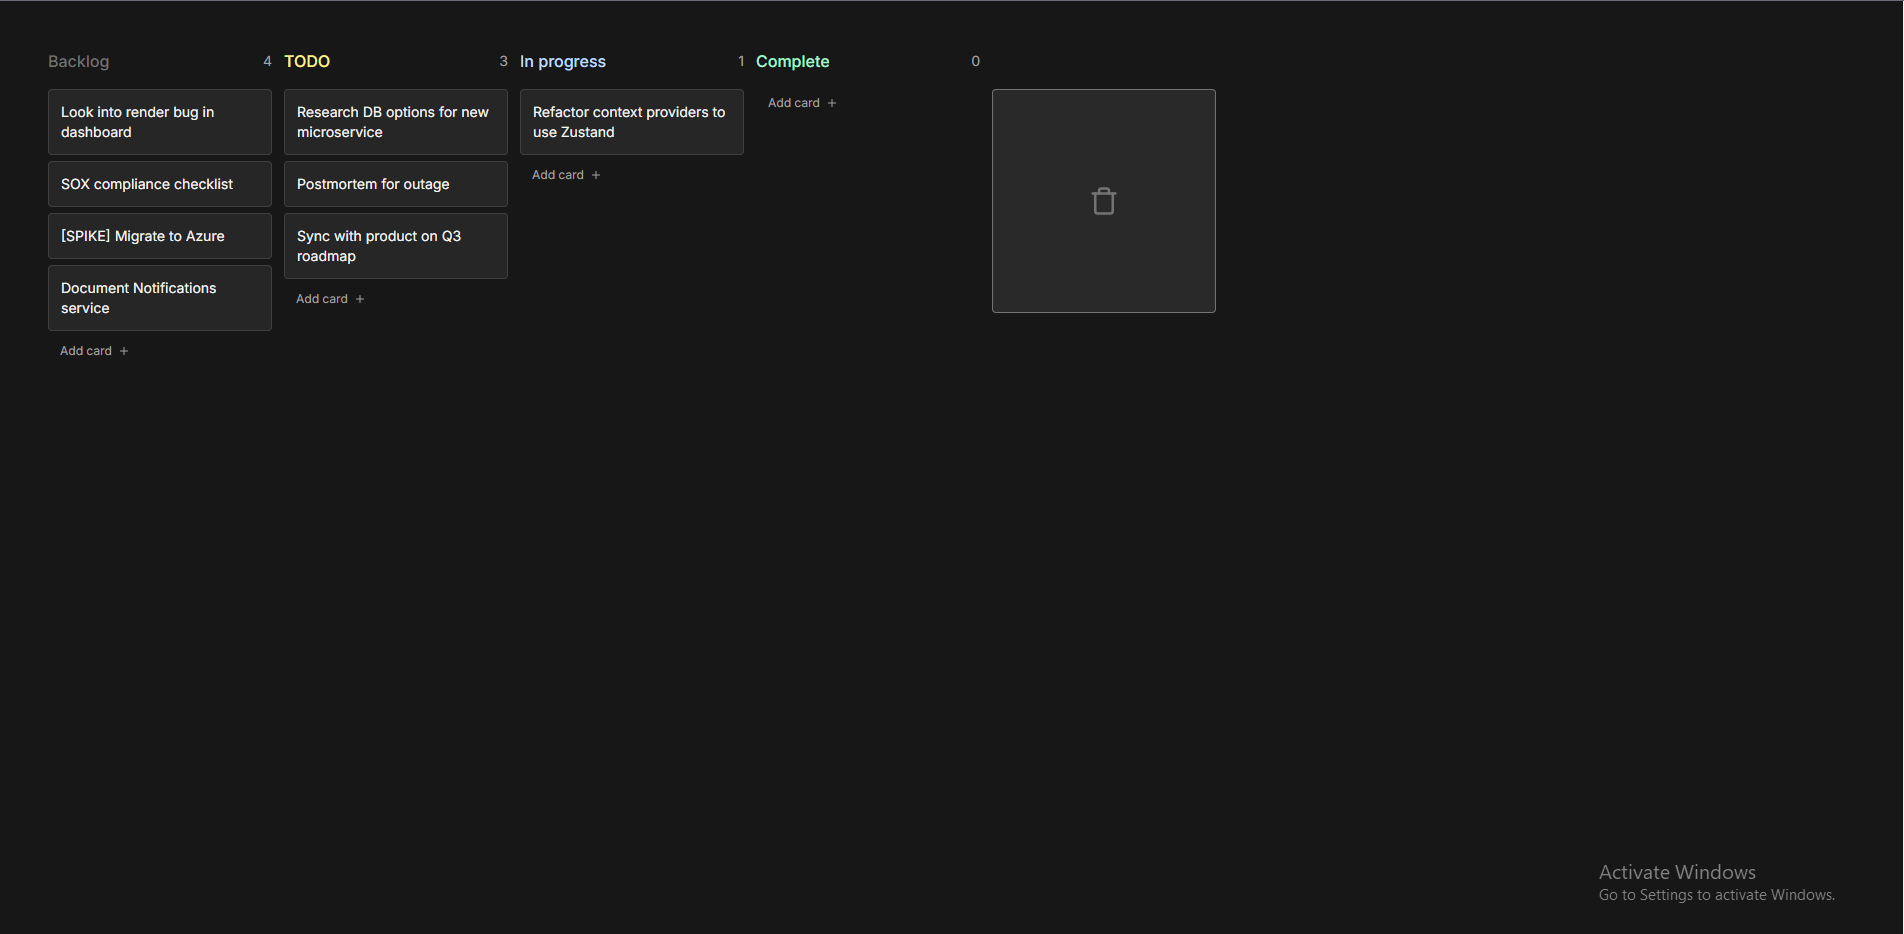 Backlog 4
Look into render bug in
dashboard
SOX compliance checklist
[SPIKE] Migrate to Azure
Document Notifications
service
Add card +
TODO 3
Research DB options for new
microservice
Postmortem for outage
Sync with product on Q3
roadmap
Add card +
In progress 1
Refactor context providers to
use Zustand
Add card +
Complete 0
Add card +
Activate Windows
Go to Settings to activate Windows.